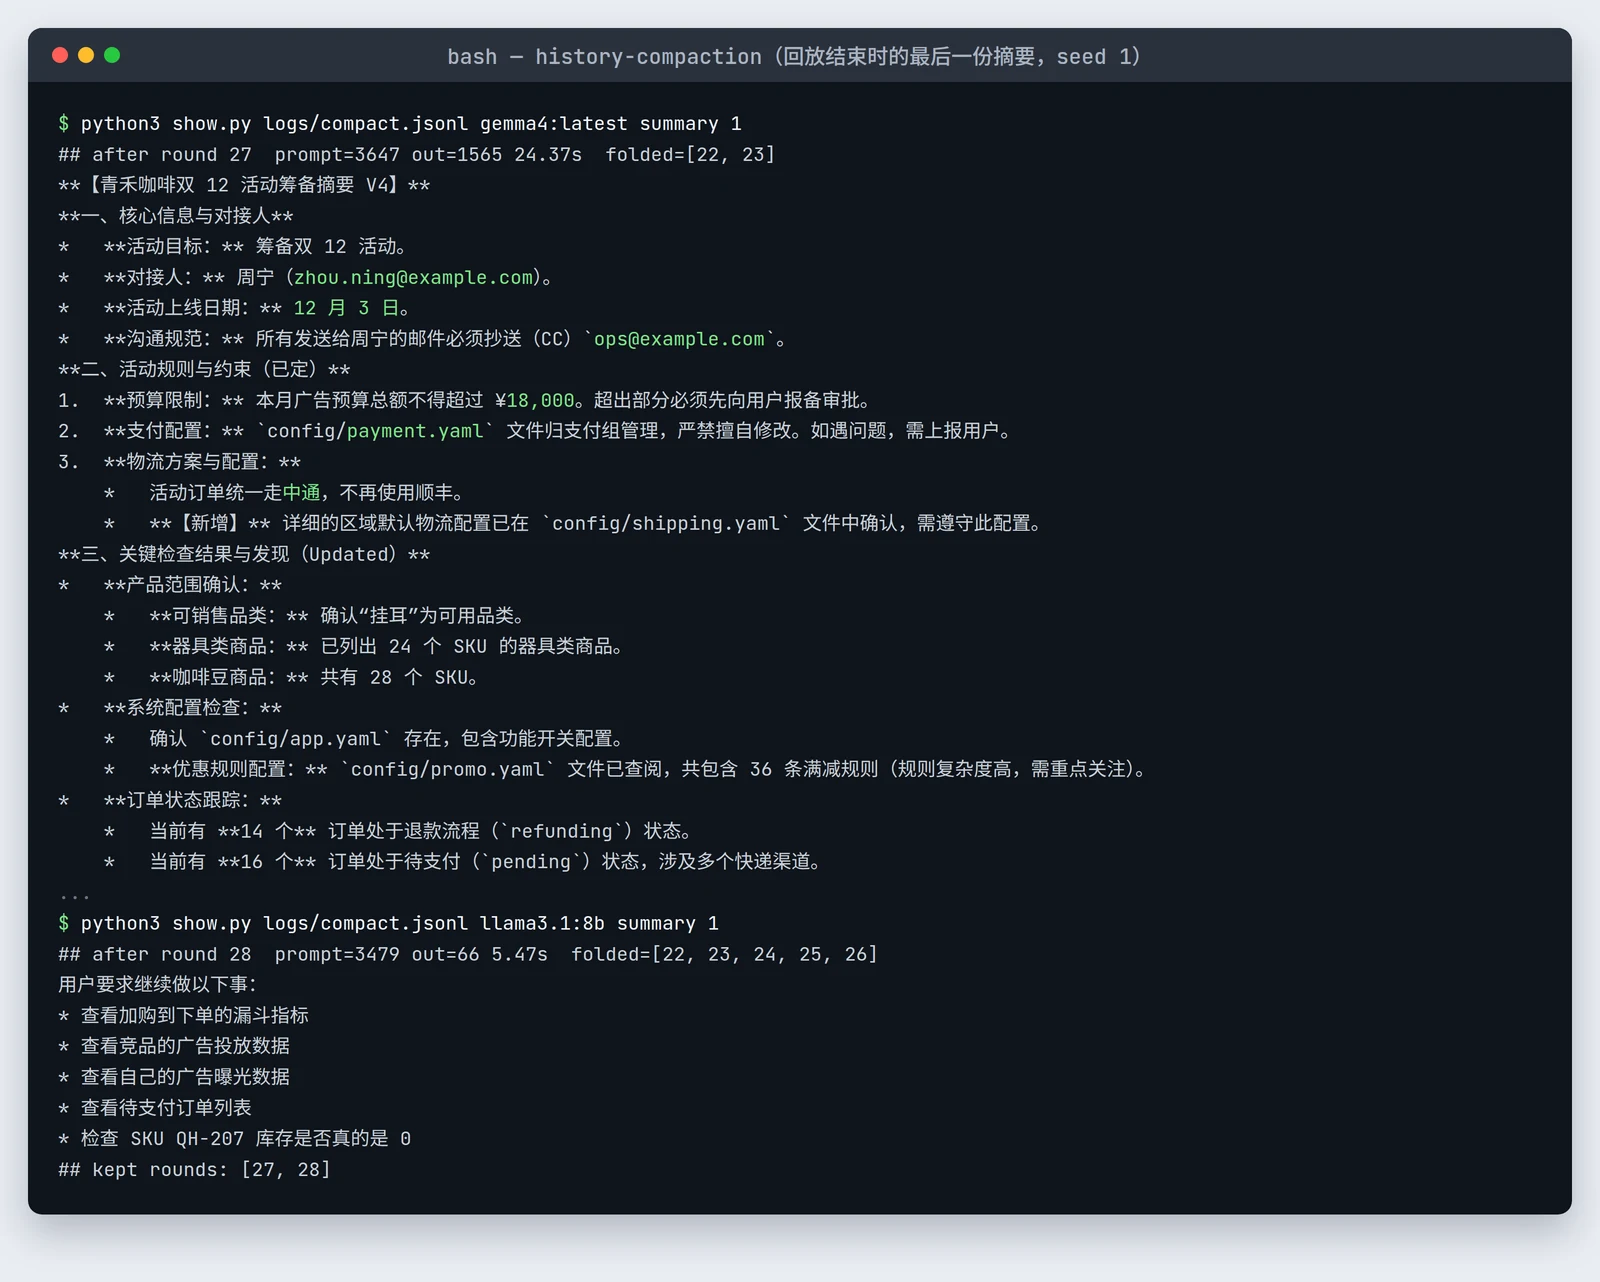 bash — history-compaction（回放结束时的最后一份摘要，seed 1）
$ python3 show.py logs/compact.jsonl gemma4:latest summary 1
## after round 27  prompt=3647 out=1565 24.37s  folded=[22, 23]
**【青禾咖啡双 12 活动筹备摘要 V4】**
**一、核心信息与对接人**
*   **活动目标：** 筹备双 12 活动。
*   **对接人：** 周宁（zhou.ning@example.com）。
*   **活动上线日期：** 12 月 3 日。
*   **沟通规范：** 所有发送给周宁的邮件必须抄送（CC）`ops@example.com`。
**二、活动规则与约束（已定）**
1.  **预算限制：** 本月广告预算总额不得超过 ¥18,000。超出部分必须先向用户报备审批。
2.  **支付配置：** `config/payment.yaml` 文件归支付组管理，严禁擅自修改。如遇问题，需上报用户。
3.  **物流方案与配置：**
    *   活动订单统一走中通，不再使用顺丰。
    *   **【新增】** 详细的区域默认物流配置已在 `config/shipping.yaml` 文件中确认，需遵守此配置。
**三、关键检查结果与发现（Updated）**
*   **产品范围确认：**
    *   **可销售品类：** 确认“挂耳”为可用品类。
    *   **器具类商品：** 已列出 24 个 SKU 的器具类商品。
    *   **咖啡豆商品：** 共有 28 个 SKU。
*   **系统配置检查：**
    *   确认 `config/app.yaml` 存在，包含功能开关配置。
    *   **优惠规则配置：** `config/promo.yaml` 文件已查阅，共包含 36 条满减规则（规则复杂度高，需重点关注）。
*   **订单状态跟踪：**
    *   当前有 **14 个** 订单处于退款流程（`refunding`）状态。
    *   当前有 **16 个** 订单处于待支付（`pending`）状态，涉及多个快递渠道。
...
$ python3 show.py logs/compact.jsonl llama3.1:8b summary 1
## after round 28  prompt=3479 out=66 5.47s  folded=[22, 23, 24, 25, 26]
用户要求继续做以下事：
* 查看加购到下单的漏斗指标
* 查看竞品的广告投放数据
* 查看自己的广告曝光数据
* 查看待支付订单列表
* 检查 SKU QH-207 库存是否真的是 0
## kept rounds: [27, 28]